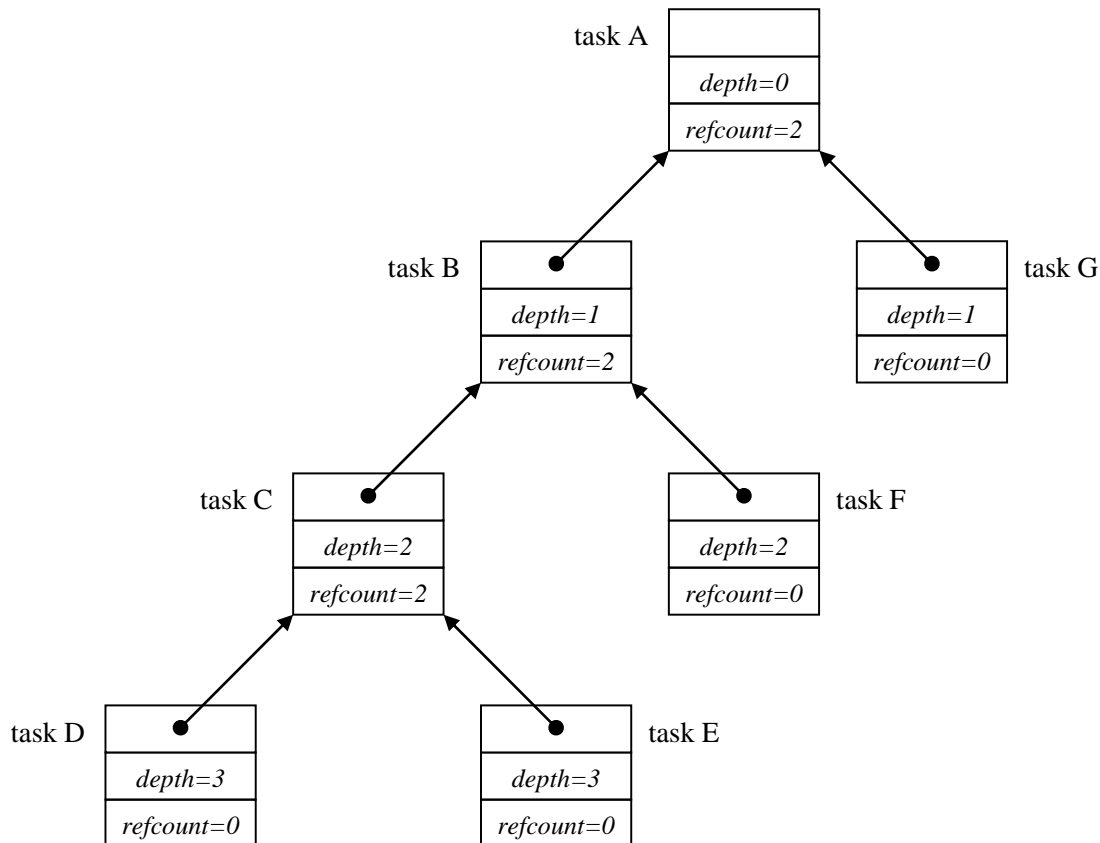 task A
depth=0
refcount=2
task B
depth=1
refcount=2
task G
depth=1
refcount=0
task C
depth=2
refcount=2
task F
depth=2
refcount=0
task D
depth=3
refcount=0
task E
depth=3
refcount=0